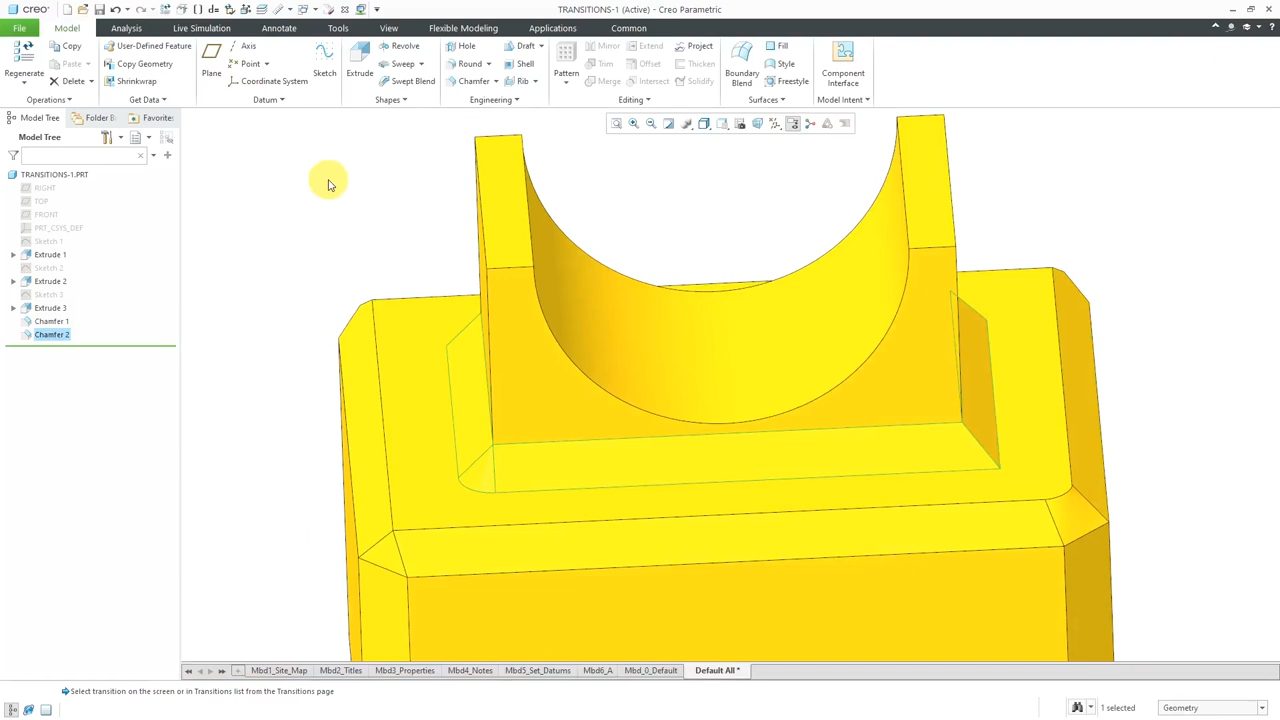 creo TRANSITIONS-1 (Active) - Creo Parametric
File Model Analysis Live Simulation Annotate Tools View Flexible Modeling Applications Common
Regenerate Copy Paste Delete User-Defined Feature Copy Geometry Shrinkwrap Plane Axis Point Coordinate System Sketch Extrude Revolve Sweep Swept Blend Hole Round Chamfer Draft Shell Rib Pattern Mirror Trim Merge Extend Offset Intersect Project Thicken Solidify Boundary Blend Fill Style Freestyle Component Interface
Operations Get Data Datum Shapes Engineering Editing Surfaces Model Intent
Model Tree Folder B Favorite
Model Tree
TRANSITIONS-1.PRT
RIGHT
TOP
FRONT
PRT_CSYS_DEF
Sketch 1
Extrude 1
Sketch 2
Extrude 2
Sketch 3
Extrude 3
Chamfer 1
Chamfer 2
Mbd1_Site_Map Mbd2_Titles Mbd3_Properties Mbd4_Notes Mbd5_Set_Datums Mbd6_A Mbd_0_Default Default All *
Select transition on the screen or in Transitions list from the Transitions page
1 selected Geometry